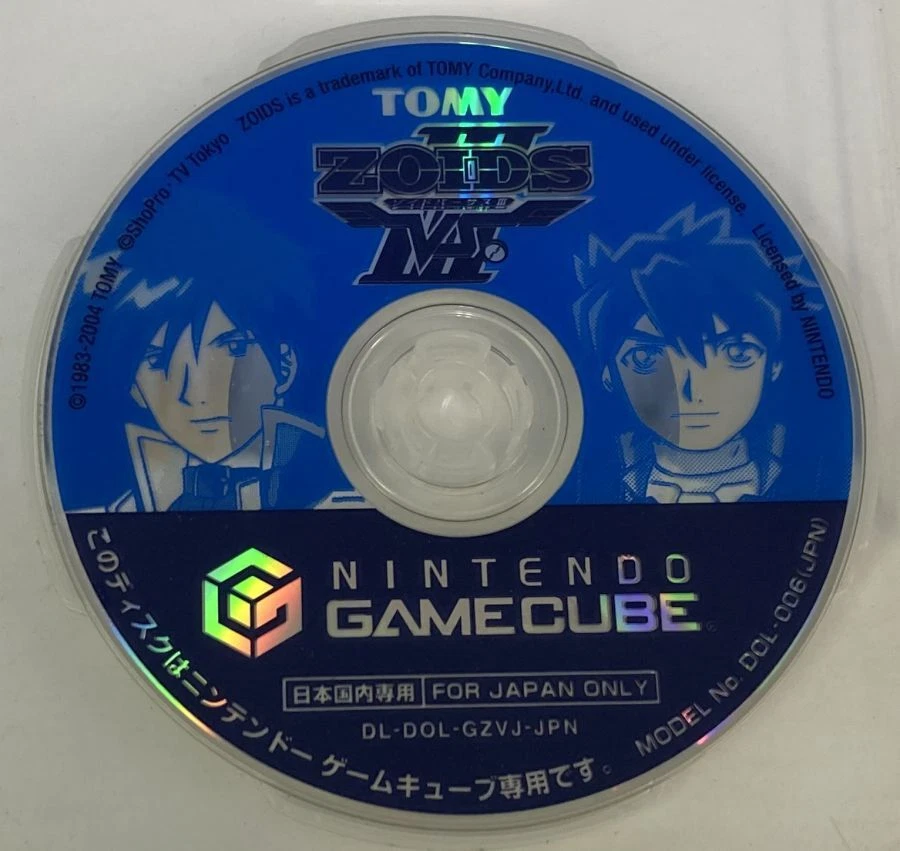 ©1983-2004 TOMY ©ShoPro・TV Tokyo ZOIDS is a trademark of TOMY Company,Ltd. and used under license. Licensed by NINTENDO
TOMY
ZOIDS
VS.
III
NINTENDO
GAMECUBE
日本国内専用 FOR JAPAN ONLY
DL-DOL-GZVJ-JPN
このディスクはニンテンドー ゲームキューブ専用です。
MODEL No. DOL-006(JPN)